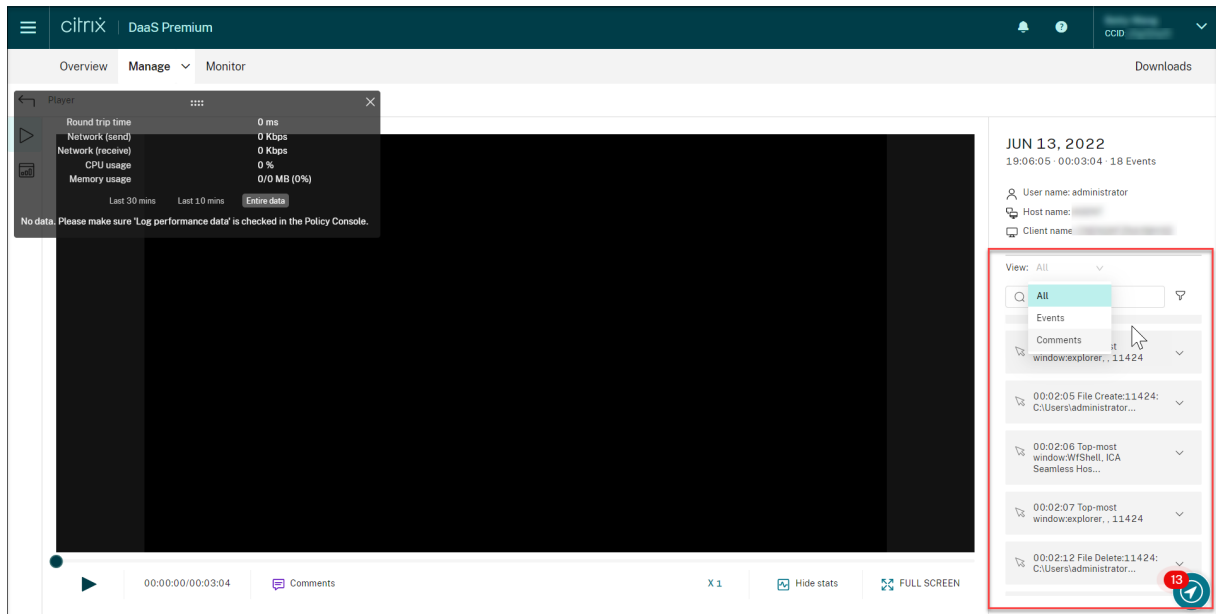 citrix DaaS Premium
CCID
Overview Manage Monitor Downloads
Player
Round trip time 0 ms
Network (send) 0 Kbps
Network (receive) 0 Kbps
CPU usage 0 %
Memory usage 0/0 MB (0%)
Last 30 mins Last 10 mins Entire data
No data. Please make sure 'Log performance data' is checked in the Policy Console.
JUN 13, 2022
19:06:05 · 00:03:04 · 18 Events
User name: administrator
Host name:
Client name
View: All
All
Events
Comments
window:explorer, , 11424
00:02:05 File Create:11424:
C:\Users\administrator...
00:02:06 Top-most
window:WfShell, ICA
Seamless Hos...
00:02:07 Top-most
window:explorer, , 11424
00:02:12 File Delete:11424:
C:\Users\administrator...
13
00:00:00/00:03:04 Comments X 1 Hide stats FULL SCREEN